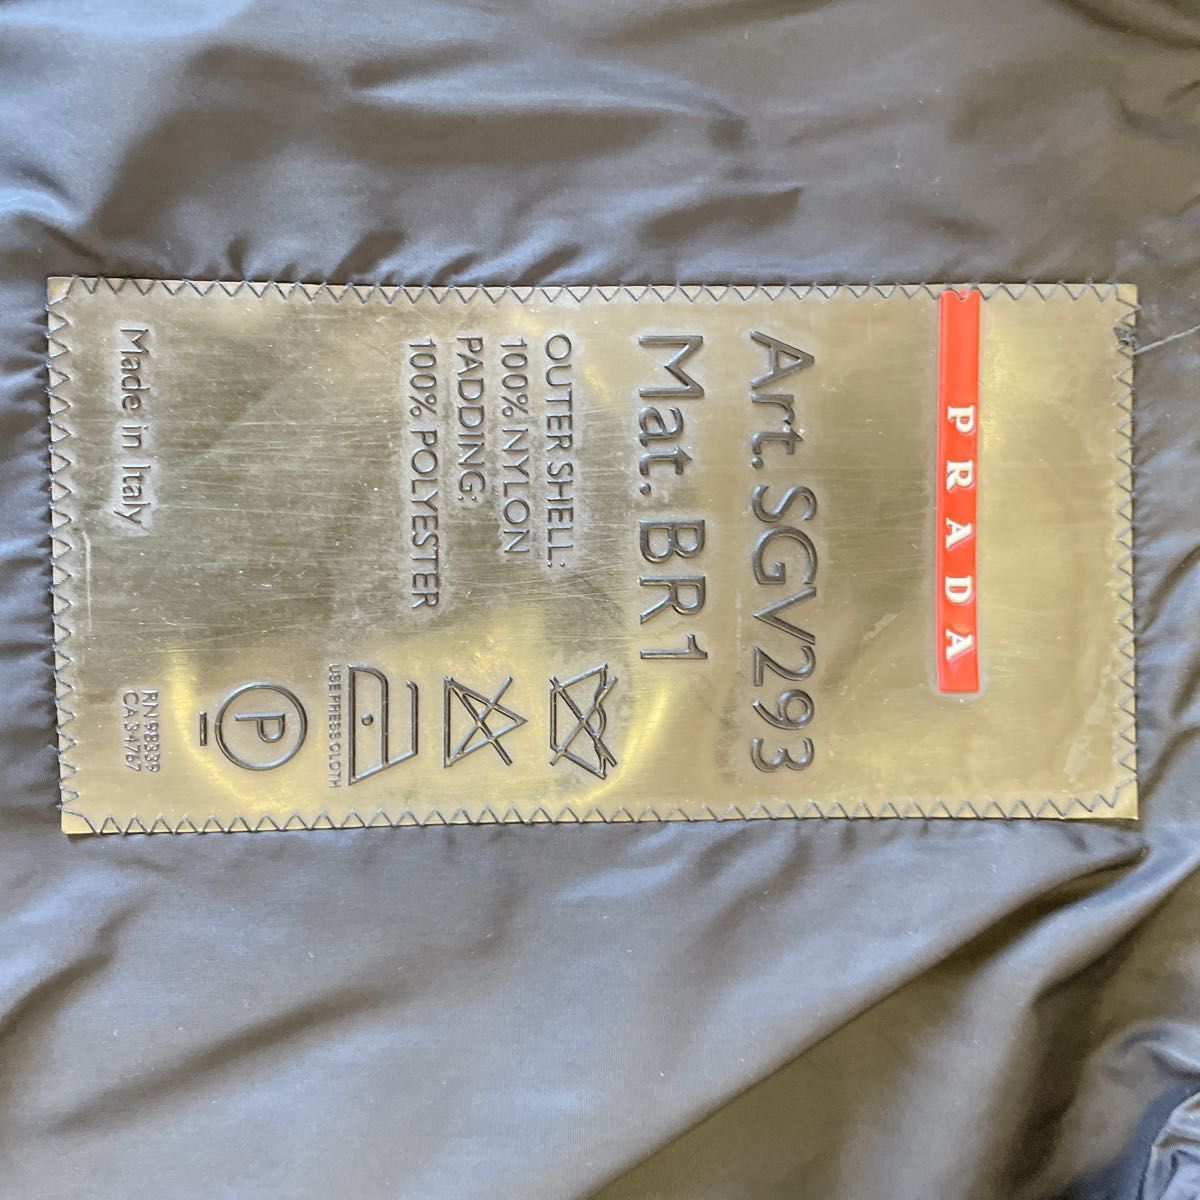 PRADA
Art. SGV293
Mat. BR1
OUTER SHELL:
100% NYLON
PADDING:
100% POLYESTER
USE PRESS CLOTH
P
Made in Italy
RN 98339
CA 34767